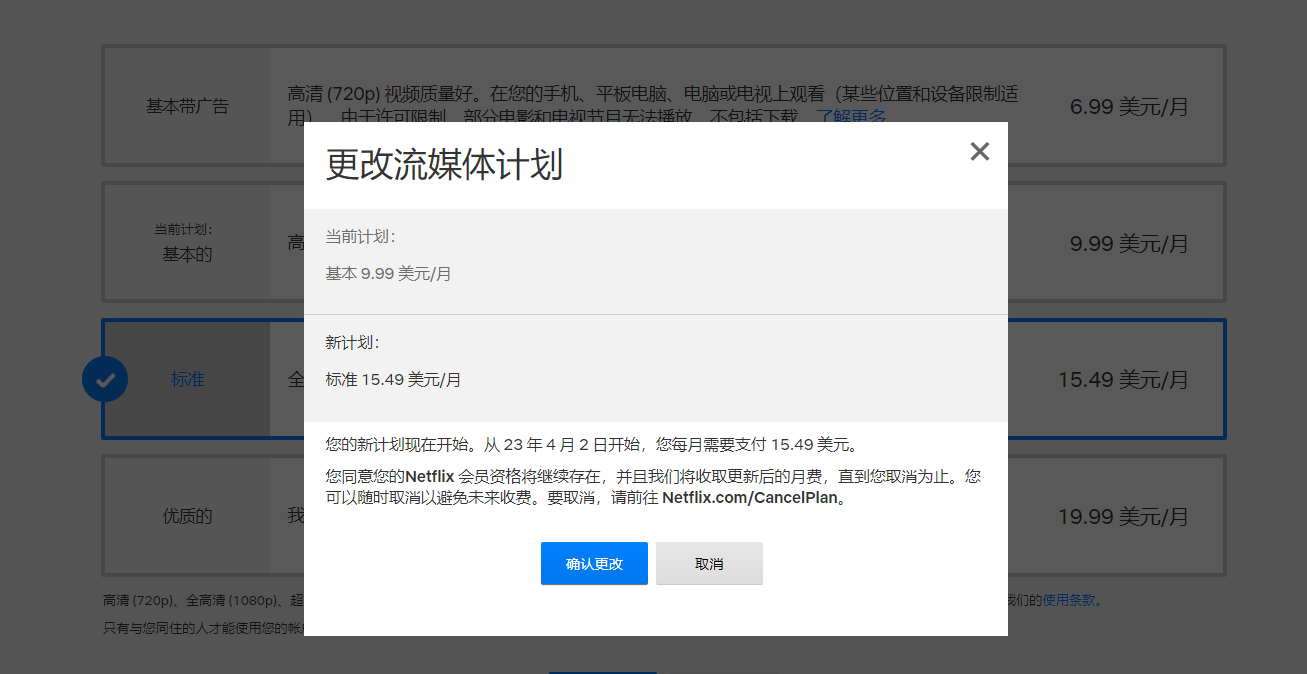 基本带广告
高清 (720p) 视频质量好。在您的手机、平板电脑、电脑或电视上观看（某些位置和设备限制适
用）。由于许可限制，部分电影和电视节目无法播放。不包括下载。 了解更多
6.99 美元/月
更改流媒体计划
当前计划：
基本 9.99 美元/月
新计划：
标准 15.49 美元/月
您的新计划现在开始。从 23 年 4 月 2 日开始，您每月需要支付 15.49 美元。
您同意您的Netflix 会员资格将继续存在，并且我们将收取更新后的月费，直到您取消为止。您
可以随时取消以避免未来收费。要取消，请前往 Netflix.com/CancelPlan。
确认更改
取消
当前计划：
基本的
高
9.99 美元/月
标准
全
15.49 美元/月
优质的
我
19.99 美元/月
高清 (720p)、全高清 (1080p)、超
我们的使用条款。
只有与您同住的人才能使用您的帐